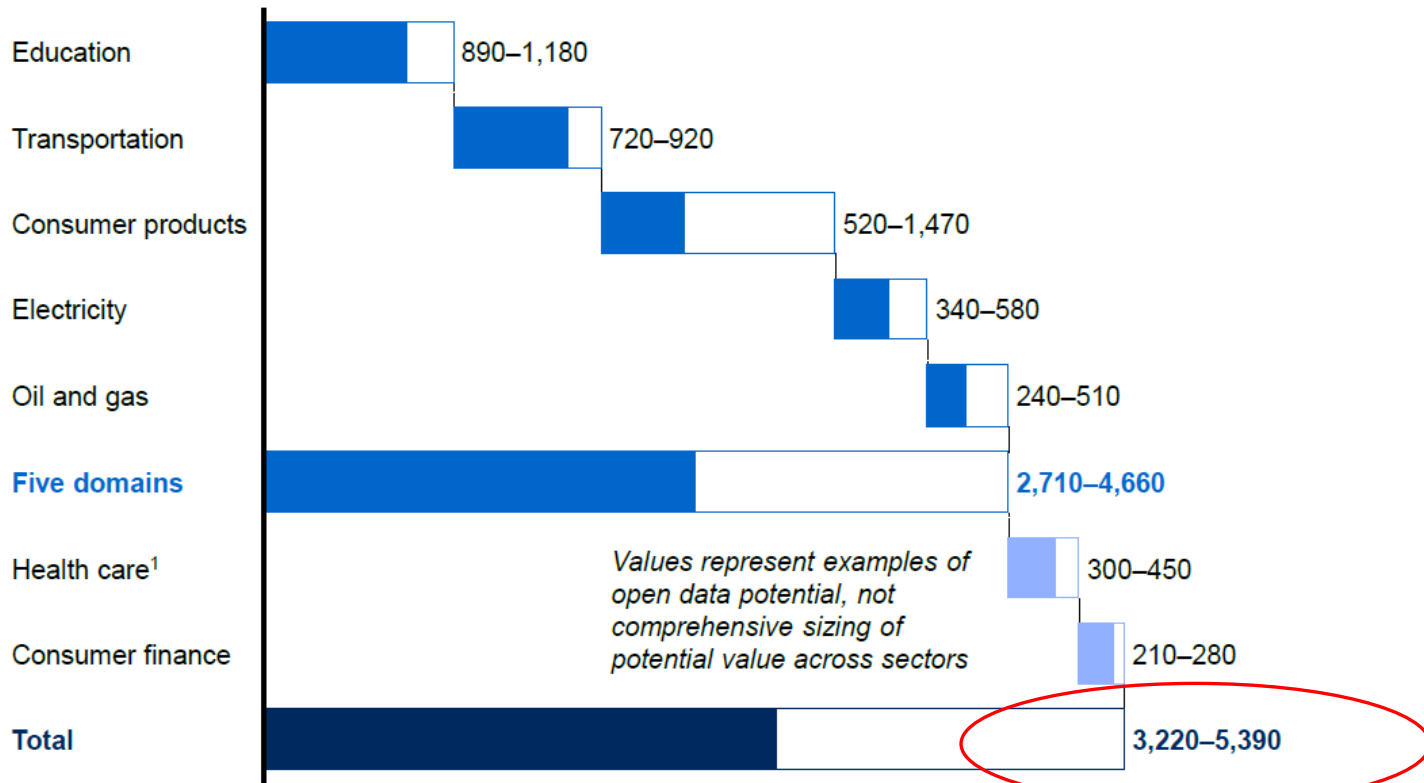 Education 890–1,180
Transportation 720–920
Consumer products 520–1,470
Electricity 340–580
Oil and gas 240–510
Five domains 2,710–4,660
Health care¹ 300–450
Values represent examples of
open data potential, not
comprehensive sizing of
potential value across sectors
Consumer finance 210–280
Total 3,220–5,390